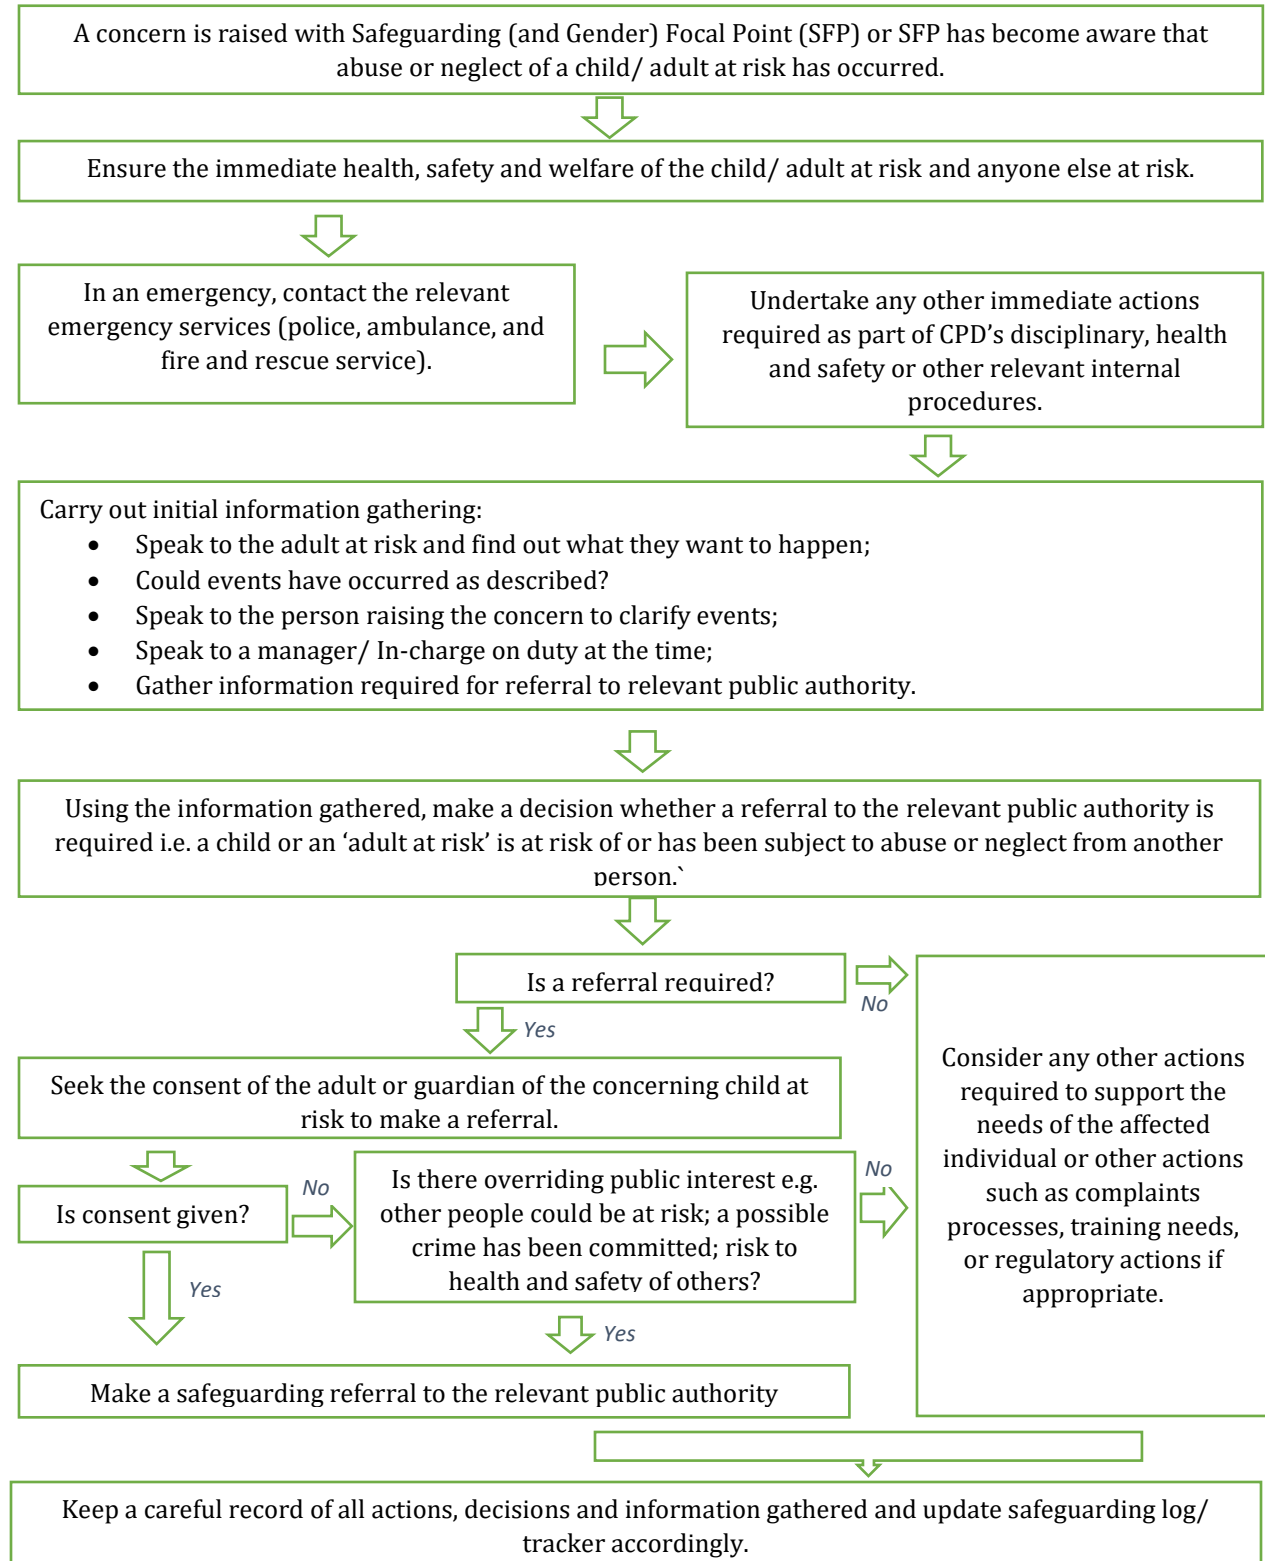 A concern is raised with Safeguarding (and Gender) Focal Point (SFP) or SFP has become aware that
abuse or neglect of a child/ adult at risk has occurred.
Ensure the immediate health, safety and welfare of the child/ adult at risk and anyone else at risk.
In an emergency, contact the relevant
emergency services (police, ambulance, and
fire and rescue service).
Undertake any other immediate actions
required as part of CPD’s disciplinary, health
and safety or other relevant internal
procedures.
Carry out initial information gathering:
• Speak to the adult at risk and find out what they want to happen;
• Could events have occurred as described?
• Speak to the person raising the concern to clarify events;
• Speak to a manager/ In-charge on duty at the time;
• Gather information required for referral to relevant public authority.
Using the information gathered, make a decision whether a referral to the relevant public authority is
required i.e. a child or an ‘adult at risk’ is at risk of or has been subject to abuse or neglect from another
person.`
Is a referral required?
No
Yes
Seek the consent of the adult or guardian of the concerning child at
risk to make a referral.
Is consent given?
No
Yes
Is there overriding public interest e.g.
other people could be at risk; a possible
crime has been committed; risk to
health and safety of others?
No
Yes
Consider any other actions
required to support the
needs of the affected
individual or other actions
such as complaints
processes, training needs,
or regulatory actions if
appropriate.
Make a safeguarding referral to the relevant public authority
Keep a careful record of all actions, decisions and information gathered and update safeguarding log/
tracker accordingly.